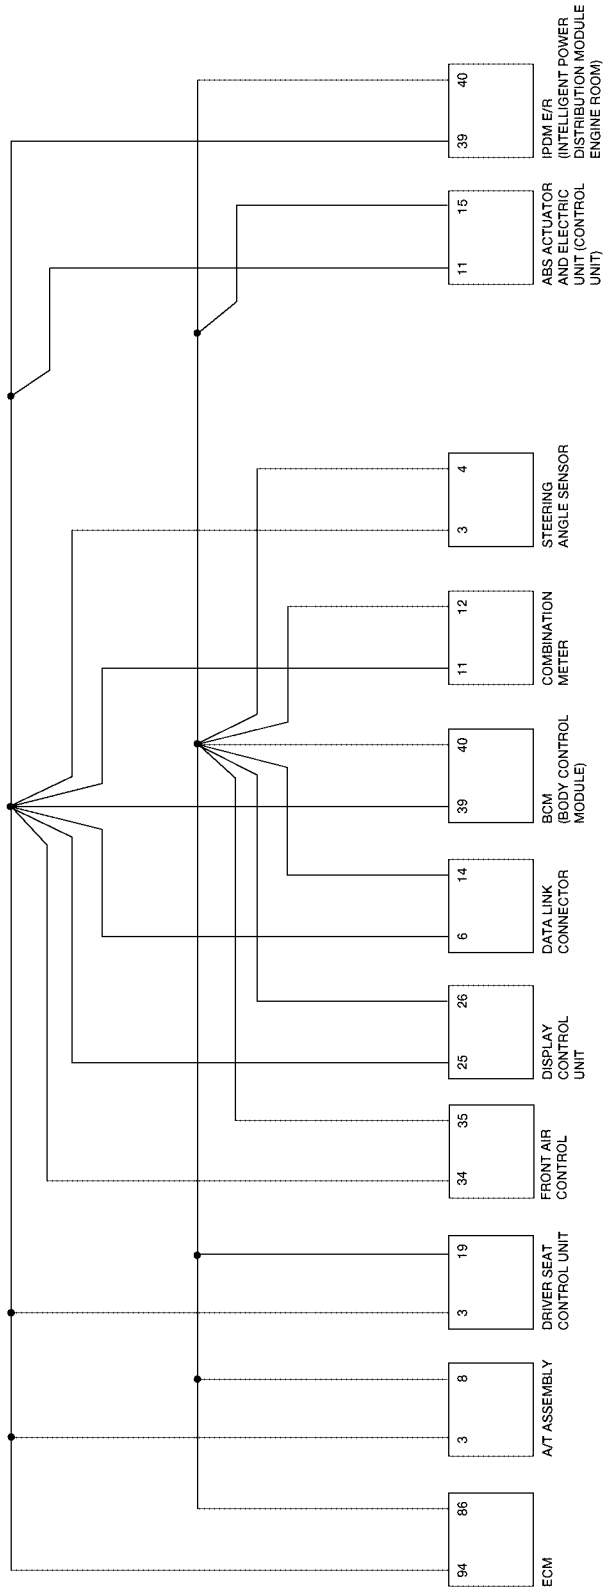 94
86
ECM
3
8
A/T ASSEMBLY
3
19
DRIVER SEAT
CONTROL UNIT
34
35
FRONT AIR
CONTROL
25
26
DISPLAY
CONTROL
UNIT
6
14
DATA LINK
CONNECTOR
39
40
BCM
(BODY CONTROL
MODULE)
11
12
COMBINATION
METER
3
4
STEERING
ANGLE SENSOR
11
15
ABS ACTUATOR
AND ELECTRIC
UNIT (CONTROL
UNIT)
39
40
IPDM E/R
(INTELLIGENT POWER
DISTRIBUTION MODULE
ENGINE ROOM)